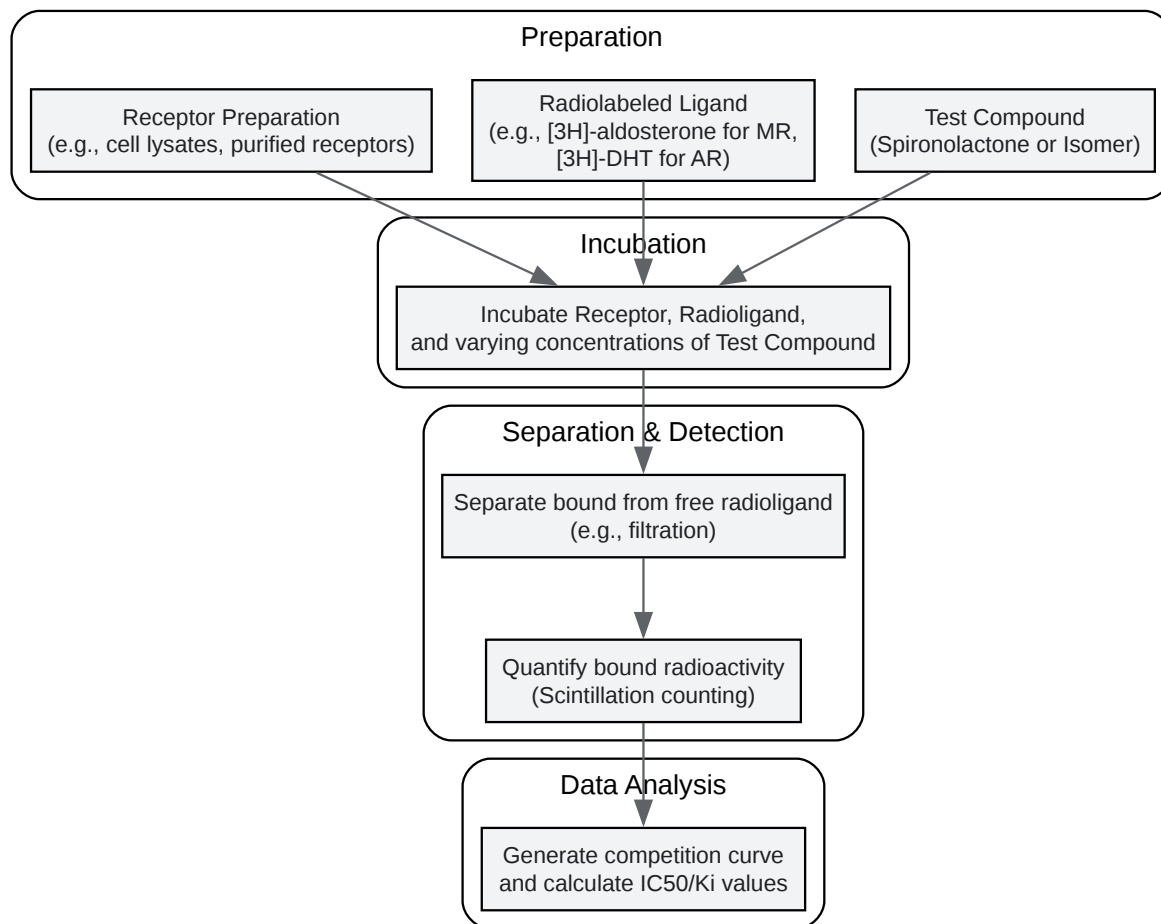 Preparation
Receptor Preparation
(e.g., cell lysates, purified receptors)
Radiolabeled Ligand
(e.g., [3H]-aldosterone for MR,
[3H]-DHT for AR)
Test Compound
(Spironolactone or Isomer)
Incubation
Incubate Receptor, Radioligand,
and varying concentrations of Test Compound
Separation & Detection
Separate bound from free radioligand
(e.g., filtration)
Quantify bound radioactivity
(Scintillation counting)
Data Analysis
Generate competition curve
and calculate IC50/Ki values